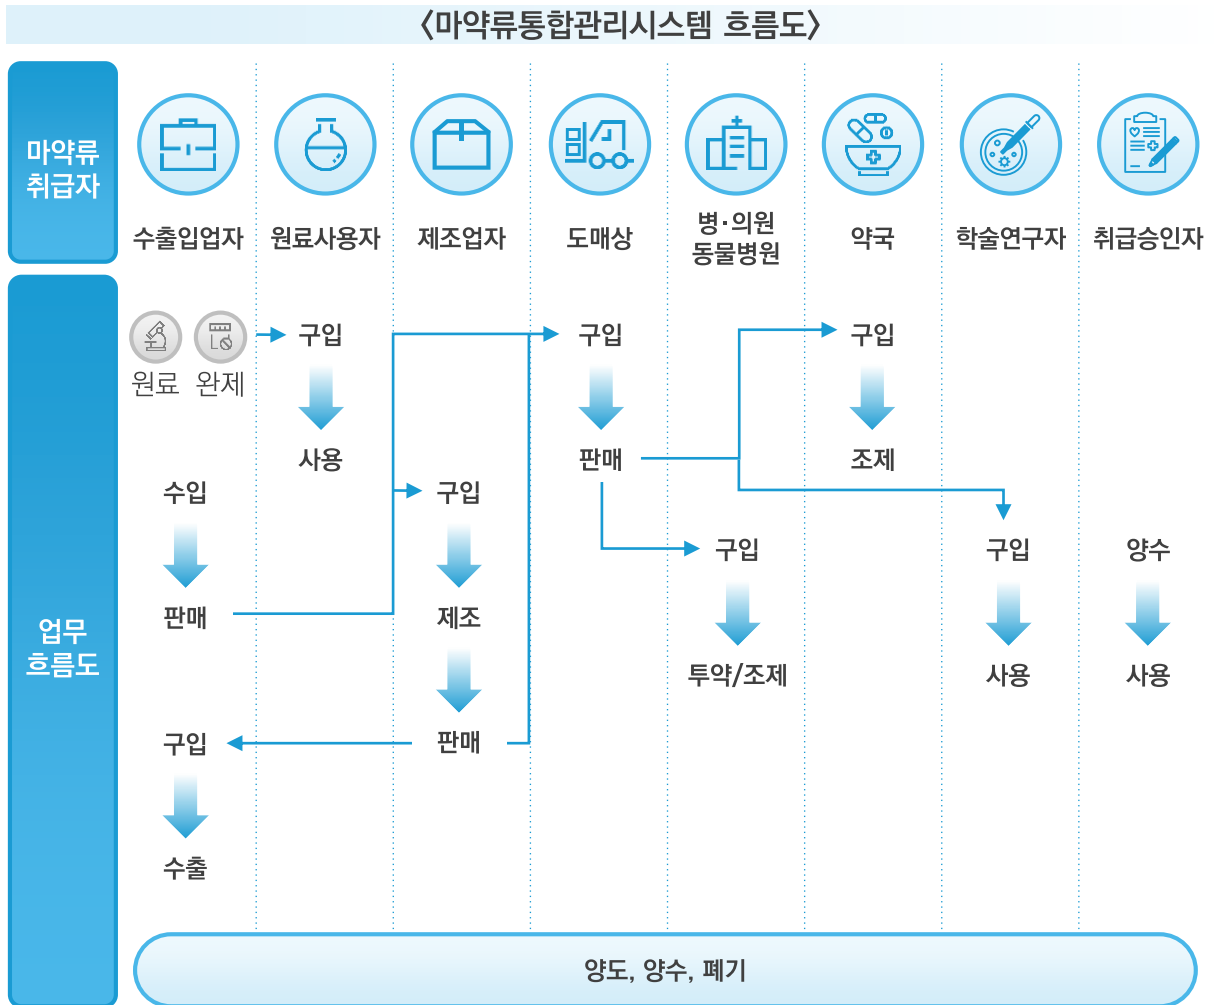 〈마약류통합관리시스템 흐름도〉
마약류
취급자
수출입업자
원료사용자
제조업자
도매상
병·의원
동물병원
약국
학술연구자
취급승인자
업무
흐름도
원료
완제
수입
판매
구입
수출
구입
사용
구입
제조
판매
구입
판매
구입
투약/조제
구입
조제
구입
사용
양수
사용
양도, 양수, 폐기